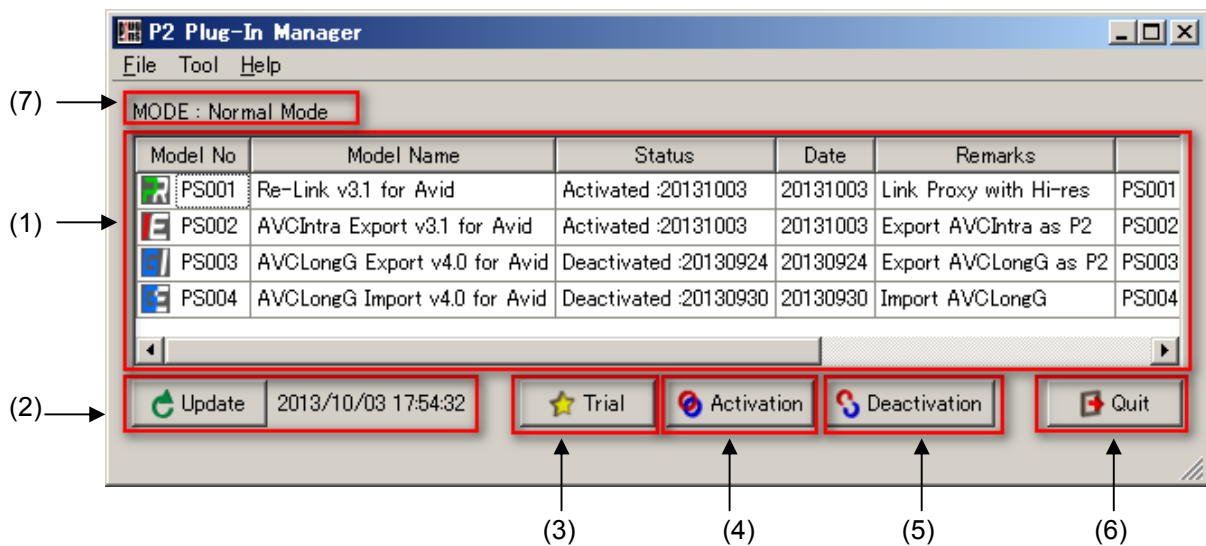 P2 Plug-In Manager
File Tool Help
(7)
MODE : Normal Mode
Model No Model Name Status Date Remarks
PS001 Re-Link v3.1 for Avid Activated :20131003 20131003 Link Proxy with Hi-res PS001
(1)
PS002 AVCIntra Export v3.1 for Avid Activated :20131003 20131003 Export AVCIntra as P2 PS002
PS003 AVCLongG Export v4.0 for Avid Deactivated :20130924 20130924 Export AVCLongG as P2 PS003
PS004 AVCLongG Import v4.0 for Avid Deactivated :20130930 20130930 Import AVCLongG PS004
(2)
Update 2013/10/03 17:54:32 Trial Activation Deactivation Quit
(3) (4) (5) (6)